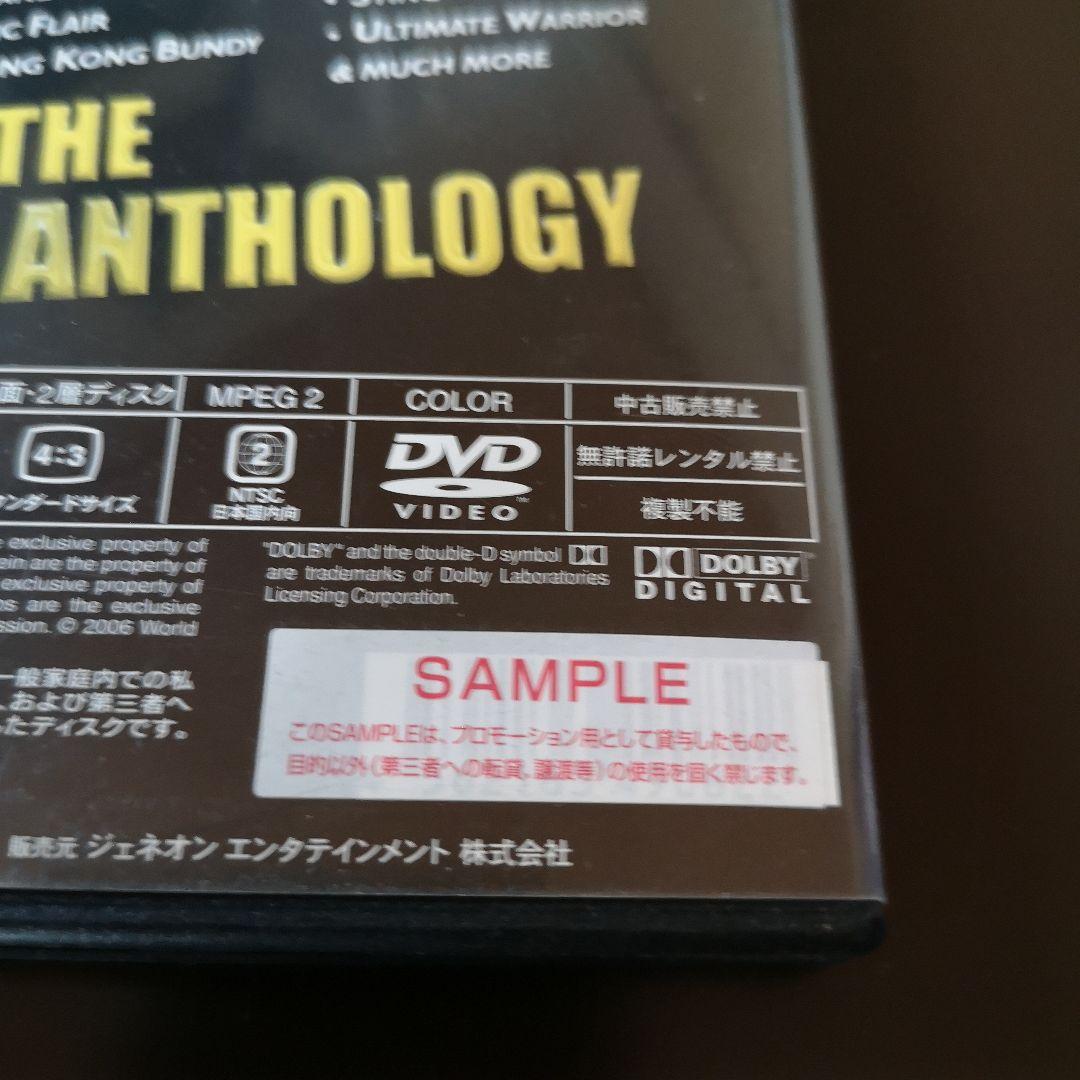 FLAIR
STING
ULTIMATE WARRIOR
KONG BUNDY
& MUCH MORE
THE
ANTHOLOGY
面・2層ディスク
MPEG 2
COLOR
中古販売禁止
4:3
2
DVD
VIDEO
無許諾レンタル禁止
ンダードサイズ
NTSC
日本国内向
複製不能
exclusive property of
ein are the property of
exclusive property of
os are the exclusive
ssion. © 2006 World
"DOLBY" and the double-D symbol
are trademarks of Dolby Laboratories
Licensing Corporation.
DOLBY
DIGITAL
一般家庭内での私
、および第三者へ
したディスクです。
SAMPLE
このSAMPLEは、プロモーション用として貸与したもので、
目的以外(第三者への転貸、譲渡等)の使用を固く禁じます。
販売元 ジェネオン エンタテインメント 株式会社